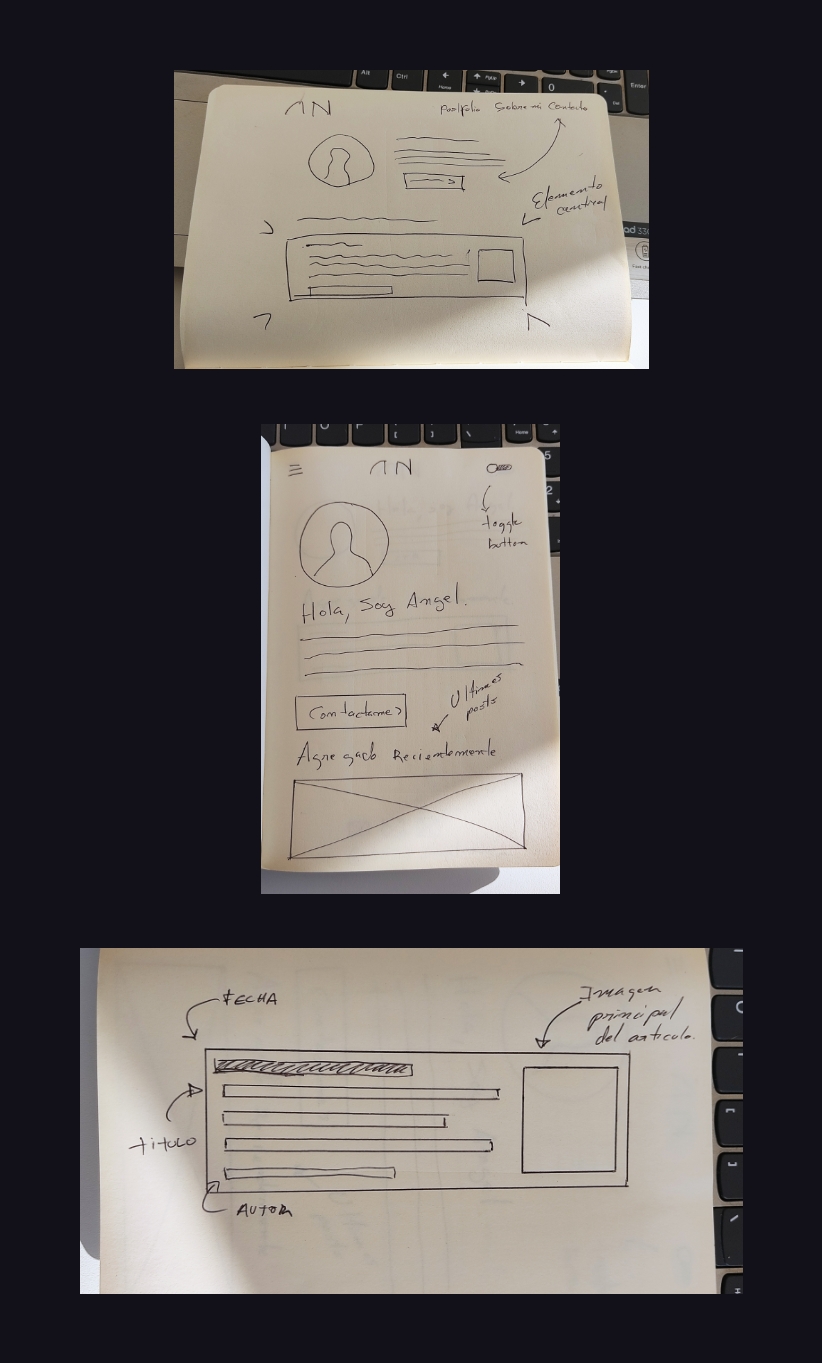 AN
Portfolio Sobre mi Contacto
Elemento
central
AN
toggle
button
Hola, Soy Angel.
Contactame>
Ultimos
posts
Agregado Recientemente
FECHA
Imagen
principal
del articulo.
titulo
AUTOR